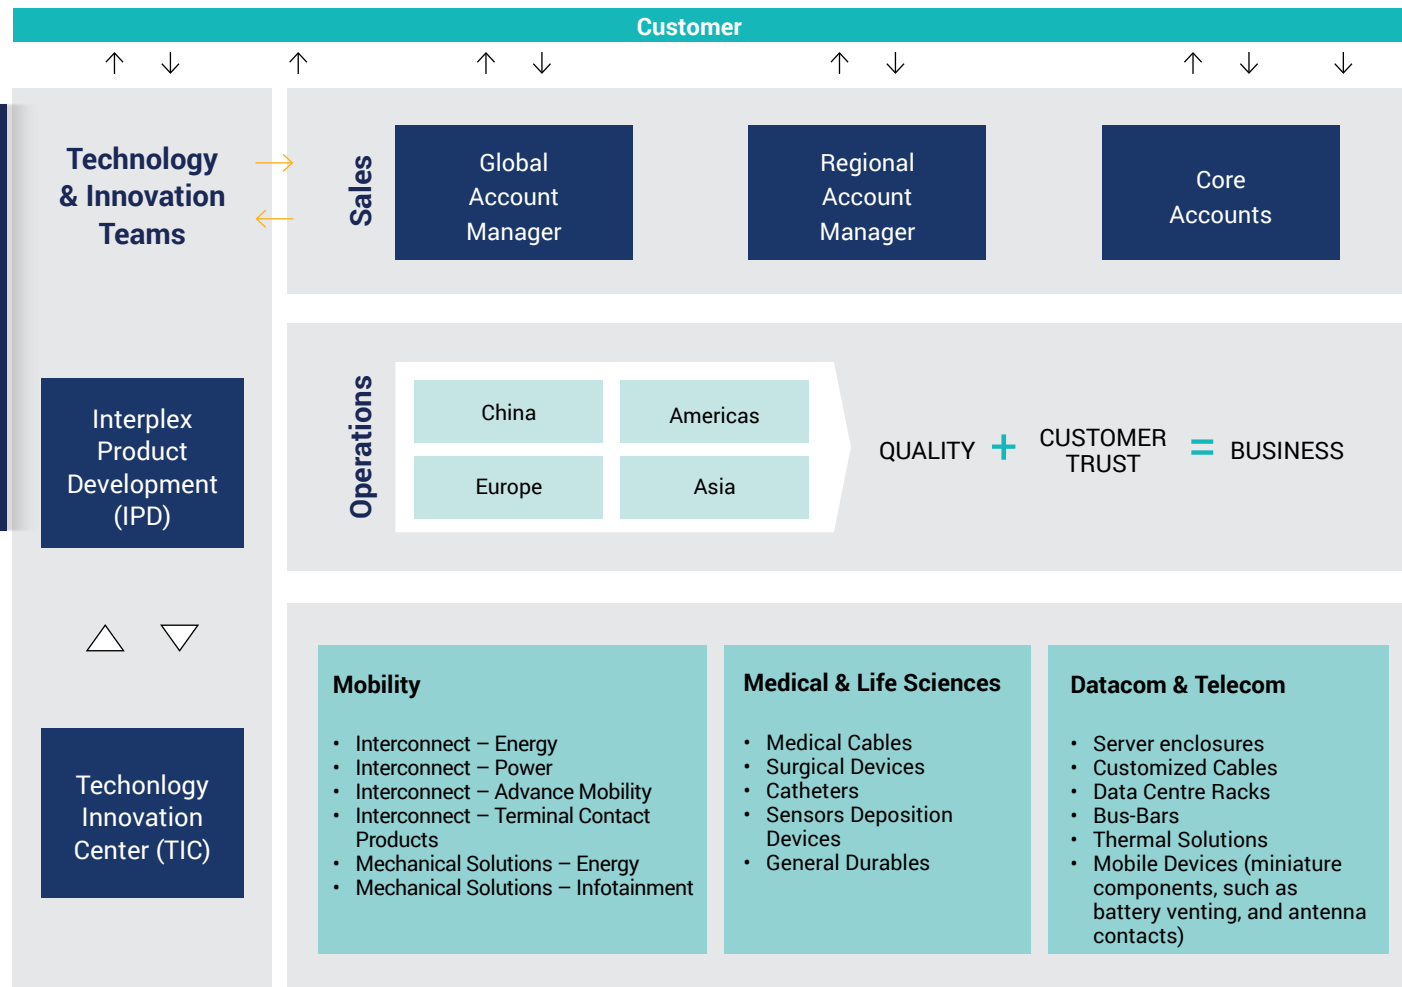 Customer
Technology
& Innovation
Teams
Interplex
Product
Development
(IPD)
Techonlogy
Innovation
Center (TIC)
Sales
Global
Account
Manager
Regional
Account
Manager
Core
Accounts
Operations
China
Americas
Europe
Asia
QUALITY + CUSTOMER
TRUST = BUSINESS
Mobility
• Interconnect – Energy
• Interconnect – Power
• Interconnect – Advance Mobility
• Interconnect – Terminal Contact
Products
• Mechanical Solutions – Energy
• Mechanical Solutions – Infotainment
Medical & Life Sciences
• Medical Cables
• Surgical Devices
• Catheters
• Sensors Deposition
Devices
• General Durables
Datacom & Telecom
• Server enclosures
• Customized Cables
• Data Centre Racks
• Bus-Bars
• Thermal Solutions
• Mobile Devices (miniature
components, such as
battery venting, and antenna
contacts)